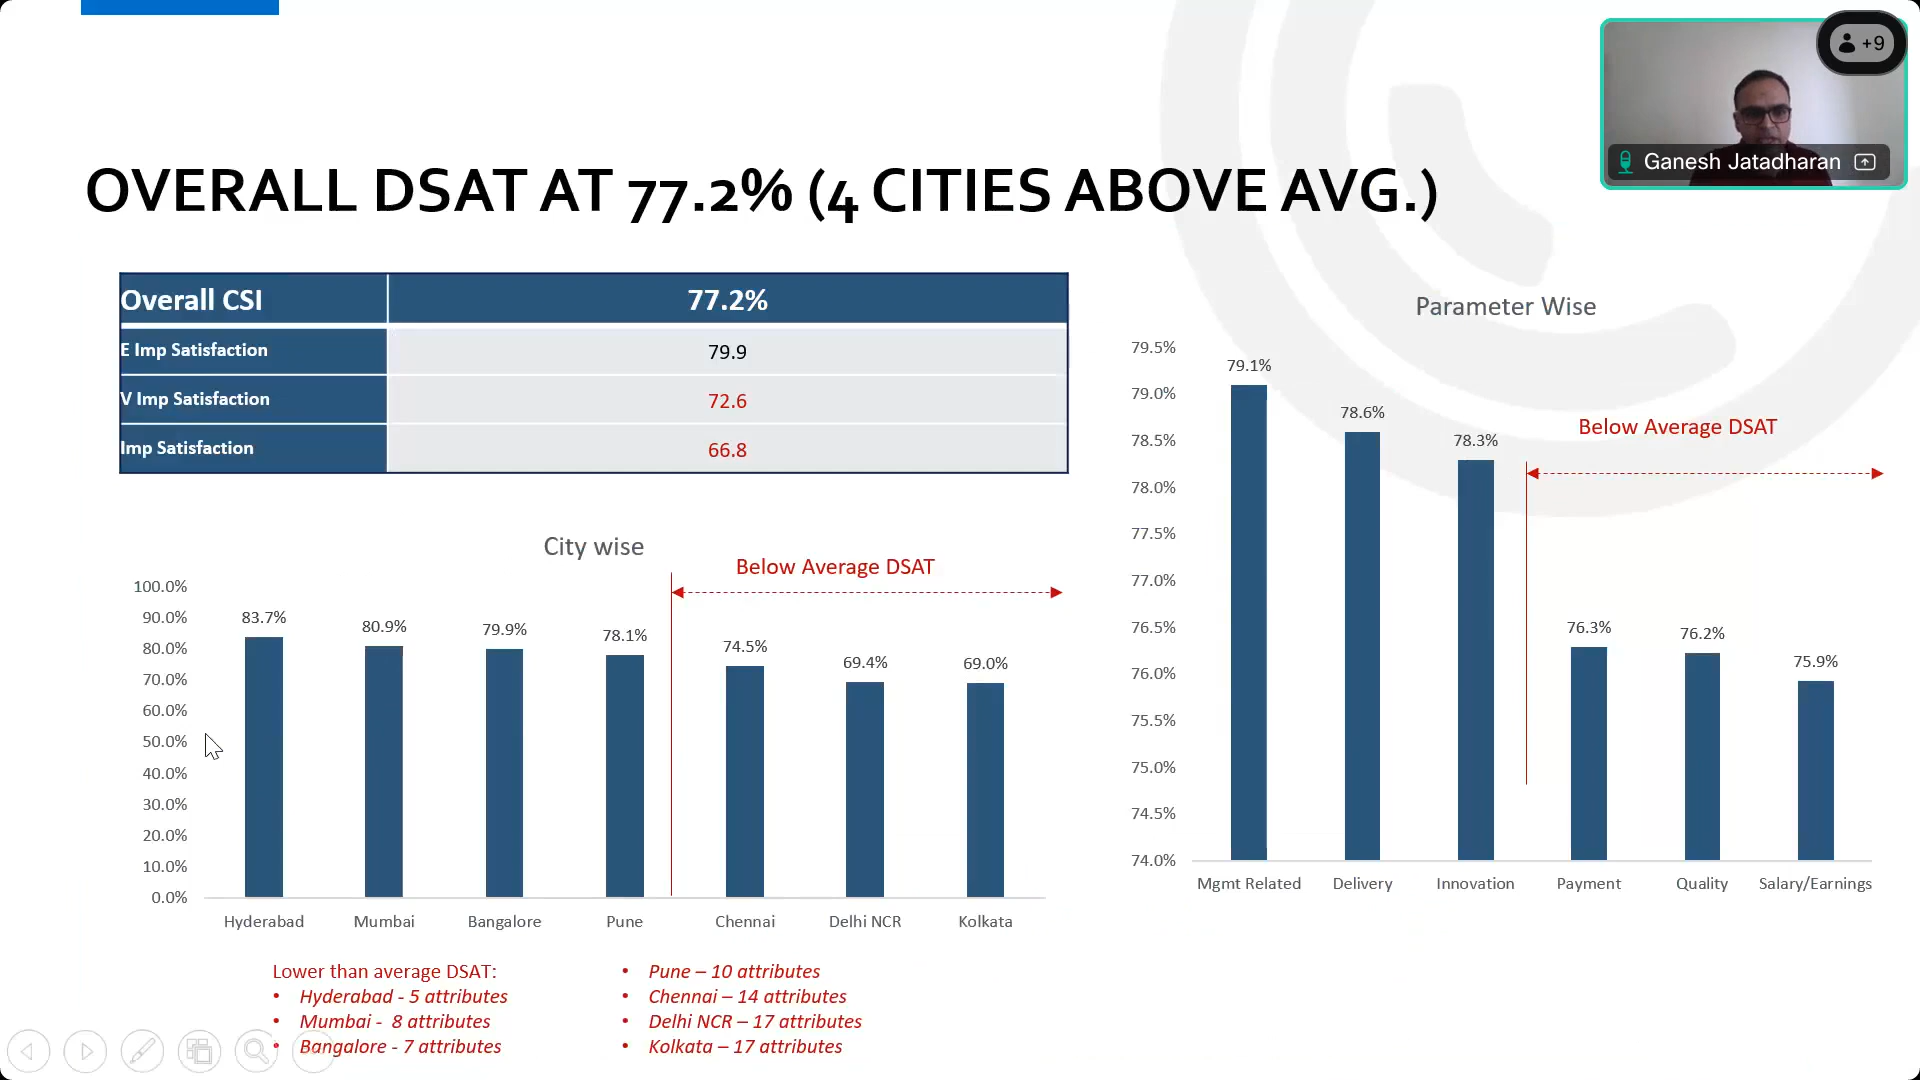 +9
Ganesh Jatadharan
OVERALL DSAT AT 77.2% (4 CITIES ABOVE AVG.)
Overall CSI 77.2%
E Imp Satisfaction 79.9
V Imp Satisfaction 72.6
Imp Satisfaction 66.8
City wise
Below Average DSAT
100.0%
90.0%
80.0%
70.0%
60.0%
50.0%
40.0%
30.0%
20.0%
10.0%
0.0%
83.7% 80.9% 79.9% 78.1% 74.5% 69.4% 69.0%
Hyderabad Mumbai Bangalore Pune Chennai Delhi NCR Kolkata
Lower than average DSAT:
• Hyderabad - 5 attributes
• Mumbai - 8 attributes
• Bangalore - 7 attributes
• Pune – 10 attributes
• Chennai – 14 attributes
• Delhi NCR – 17 attributes
• Kolkata – 17 attributes
Parameter Wise
Below Average DSAT
79.5%
79.0%
78.5%
78.0%
77.5%
77.0%
76.5%
76.0%
75.5%
75.0%
74.5%
74.0%
79.1% 78.6% 78.3% 76.3% 76.2% 75.9%
Mgmt Related Delivery Innovation Payment Quality Salary/Earnings